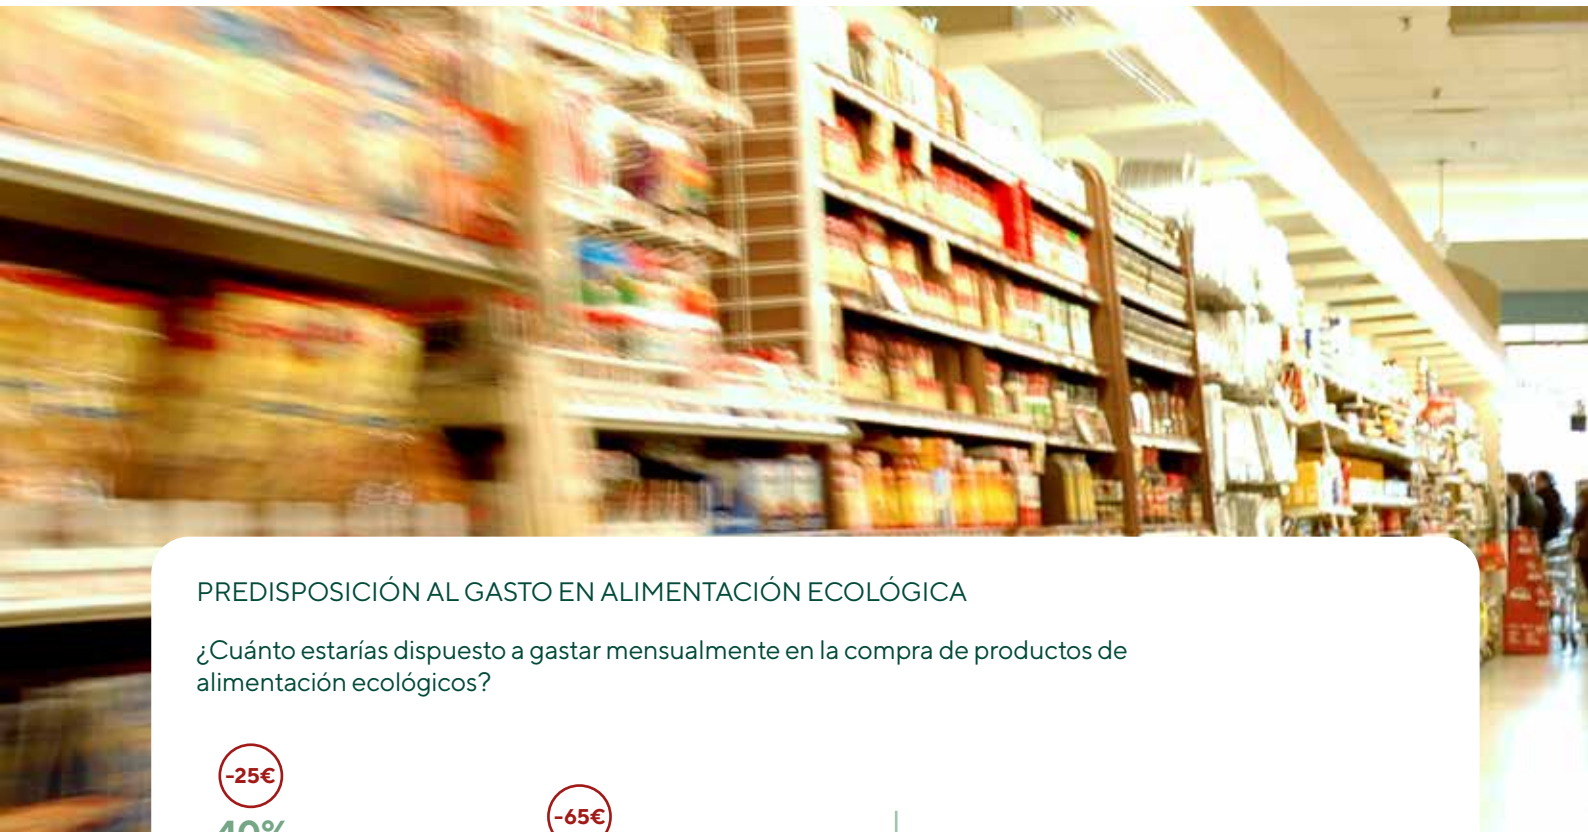 PREDISPOSICIÓN AL GASTO EN ALIMENTACIÓN ECOLÓGICA
¿Cuánto estarías dispuesto a gastar mensualmente en la compra de productos de
alimentación ecológicos?
-25€
-65€
40%